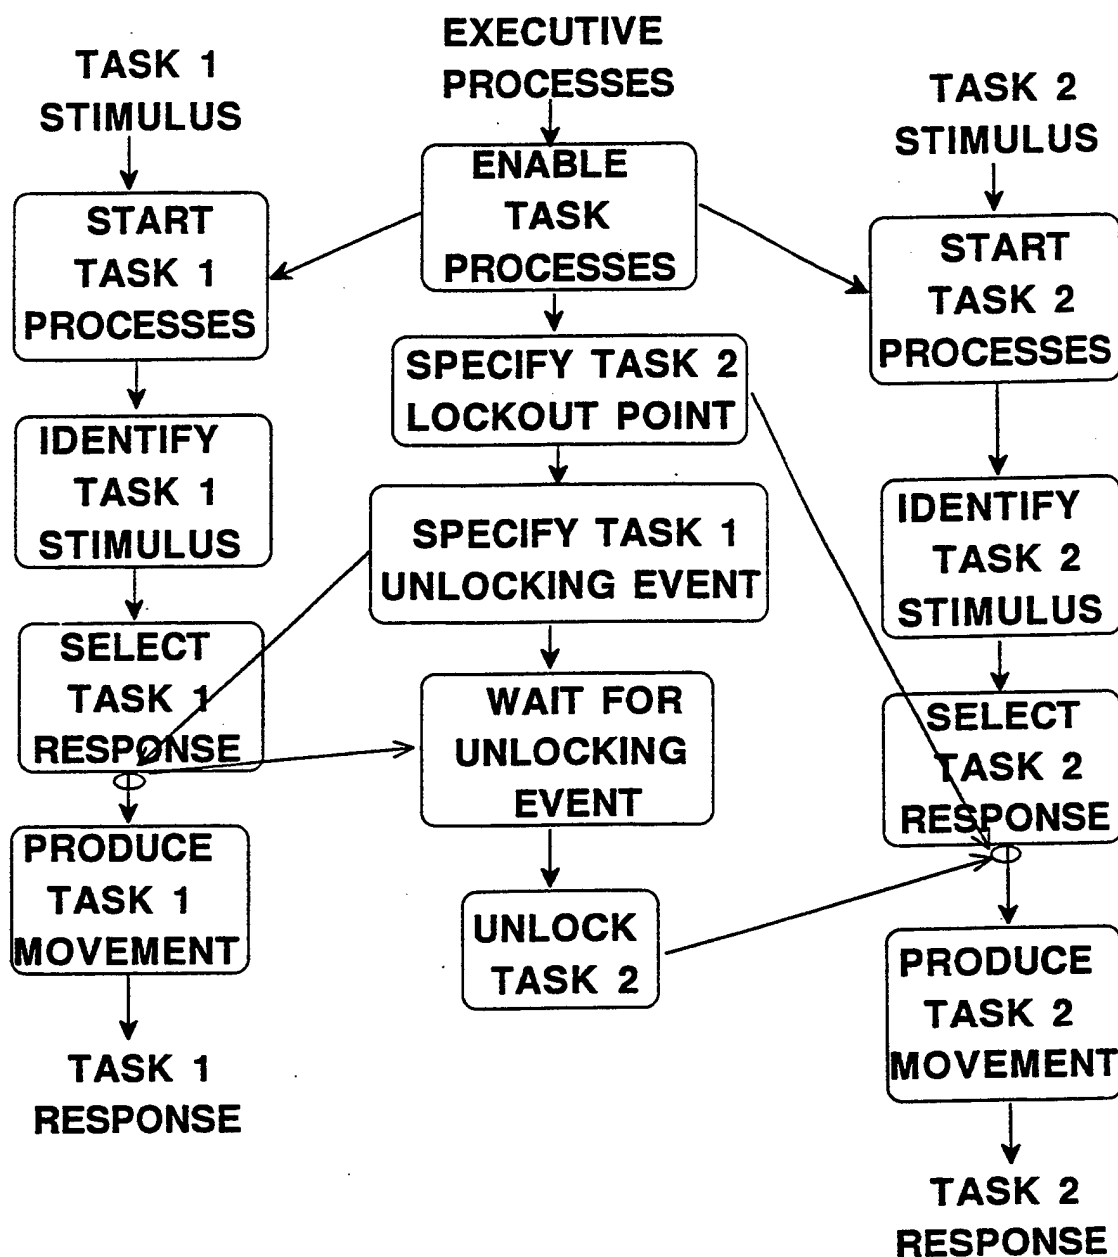 TASK 1
STIMULUS
START
TASK 1
PROCESSES
IDENTIFY
TASK 1
STIMULUS
SELECT
TASK 1
RESPONSE
PRODUCE
TASK 1
MOVEMENT
TASK 1
RESPONSE
EXECUTIVE
PROCESSES
ENABLE
TASK
PROCESSES
SPECIFY TASK 2
LOCKOUT POINT
SPECIFY TASK 1
UNLOCKING EVENT
WAIT FOR
UNLOCKING
EVENT
UNLOCK
TASK 2
TASK 2
STIMULUS
START
TASK 2
PROCESSES
IDENTIFY
TASK 2
STIMULUS
SELECT
TASK 2
RESPONSE
PRODUCE
TASK 2
MOVEMENT
TASK 2
RESPONSE